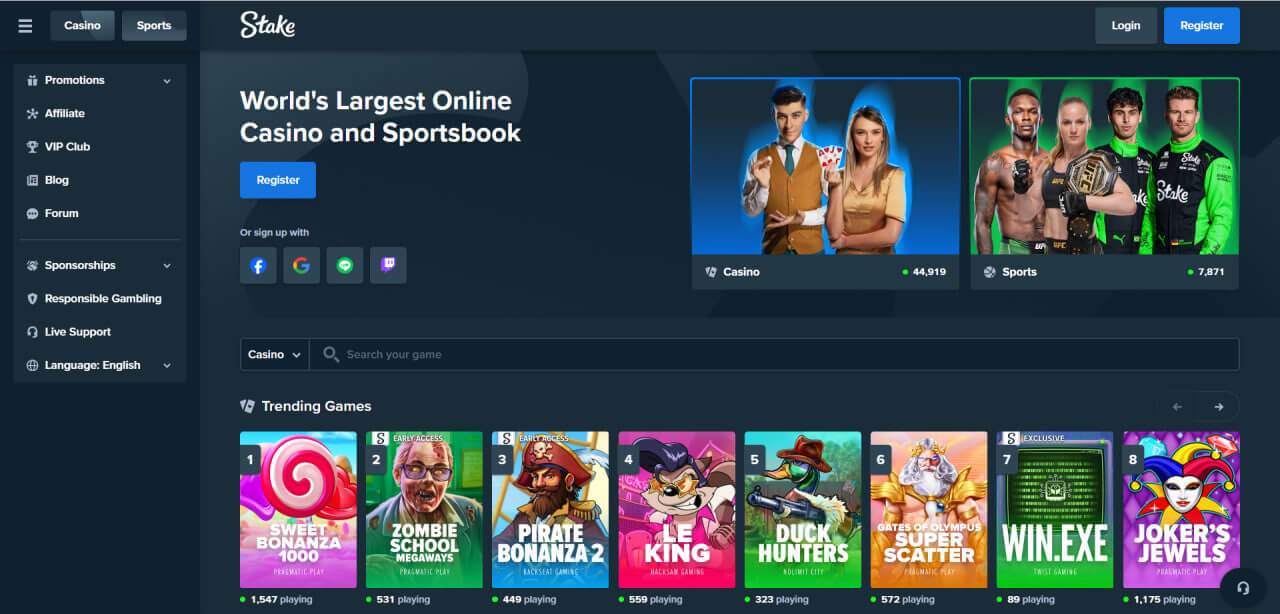 Casino
Sports
Stake
Login
Register
Promotions
Affiliate
VIP Club
Blog
Forum
Sponsorships
Responsible Gambling
Live Support
Language: English
World's Largest Online
Casino and Sportsbook
Register
Or sign up with
UFC
Stake
Stake
Casino
44,919
Sports
7,871
Casino
Search your game
Trending Games
1
SWEET
BONANZA
1000
PRAGMATIC PLAY
1,547 playing
2
EARLY ACCESS
ZOMBIE
SCHOOL
MEGAWAYS
PRAGMATIC PLAY
531 playing
3
EARLY ACCESS
PIRATE
BONANZA 2
BACKSEAT GAMING
449 playing
4
LE
KING
HACKSAW GAMING
559 playing
5
DUCK
HUNTERS
NOLIMIT CITY
323 playing
6
GATES OF OLYMPUS
SUPER
SCATTER
PRAGMATIC PLAY
572 playing
7
EXCLUSIVE
WIN.EXE
TWIST GAMING
89 playing
8
JOKER'S
JEWELS
PRAGMATIC PLAY
1,175 playing